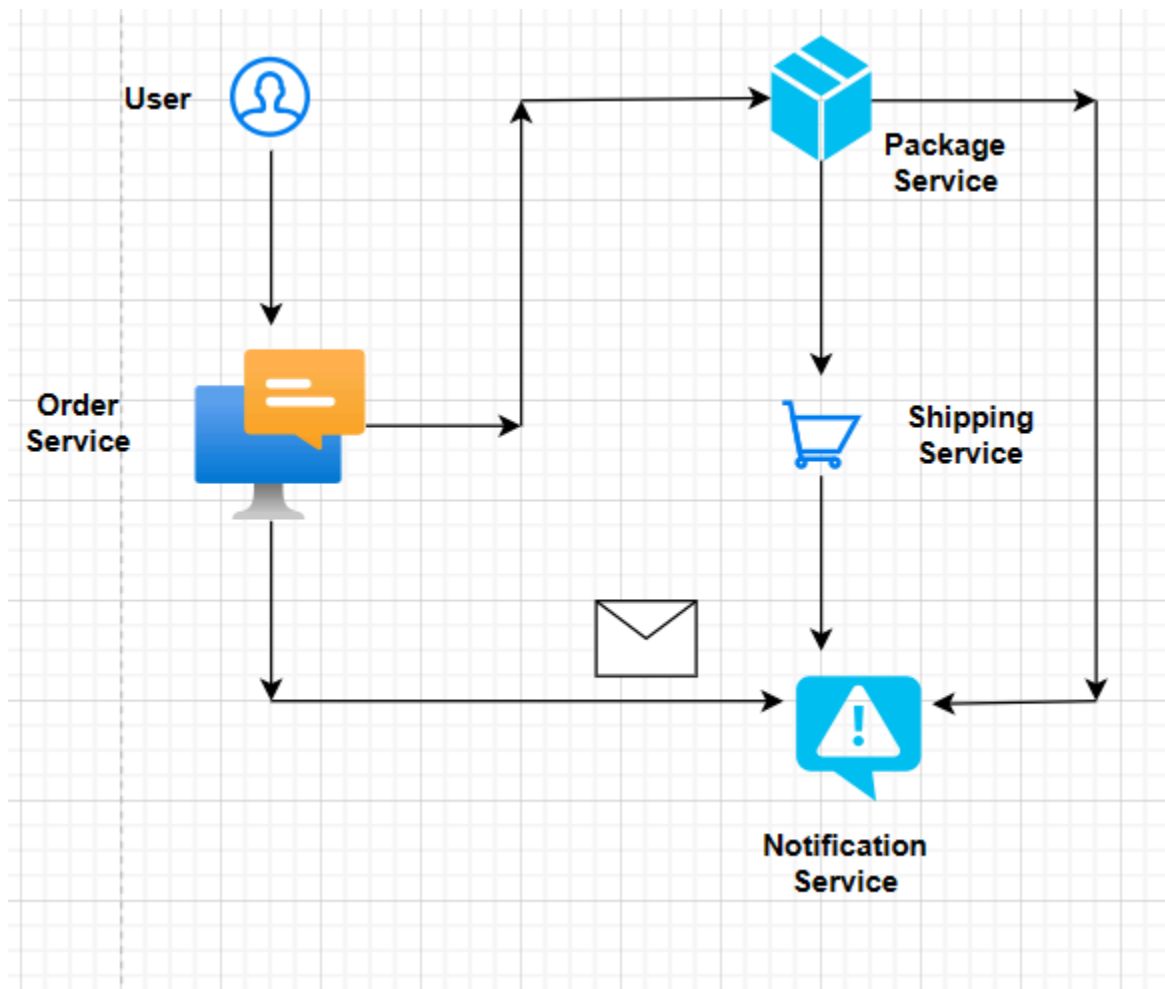 User
Package
Service
Order
Service
Shipping
Service
Notification
Service